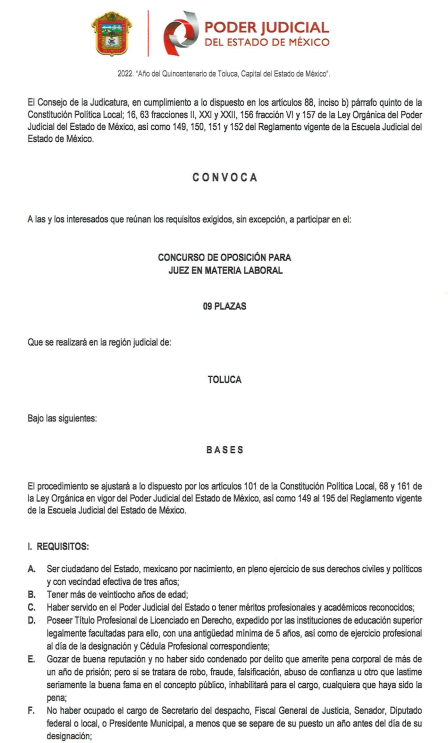 PODER JUDICIAL
DEL ESTADO DE MÉXICO
2022. "Año del Quincentenario de Toluca, Capital del Estado de México".
El Consejo de la Judicatura, en cumplimiento a lo dispuesto en los artículos 88, inciso b) párrafo quinto de la
Constitución Política Local; 16, 63 fracciones II, XXI y XXII, 156 fracción VI y 157 de la Ley Orgánica del Poder
Judicial del Estado de México, así como 149, 150, 151 y 152 del Reglamento vigente de la Escuela Judicial del
Estado de México.
CONVOCA
A las y los interesados que reúnan los requisitos exigidos, sin excepción, a participar en el:
CONCURSO DE OPOSICIÓN PARA
JUEZ EN MATERIA LABORAL
09 PLAZAS
Que se realizará en la región judicial de:
TOLUCA
Bajo las siguientes:
BASES
El procedimiento se ajustará a lo dispuesto por los artículos 101 de la Constitución Política Local, 68 y 161 de
la Ley Orgánica en vigor del Poder Judicial del Estado de México, así como 149 al 195 del Reglamento vigente
de la Escuela Judicial del Estado de México.
I. REQUISITOS:
A. Ser ciudadano del Estado, mexicano por nacimiento, en pleno ejercicio de sus derechos civiles y políticos
y con vecindad efectiva de tres años;
B. Tener más de veintiocho años de edad;
C. Haber servido en el Poder Judicial del Estado o tener méritos profesionales y académicos reconocidos;
D. Poseer Título Profesional de Licenciado en Derecho, expedido por las instituciones de educación superior
legalmente facultadas para ello, con una antigüedad mínima de 5 años, así como de ejercicio profesional
al día de la designación y Cédula Profesional correspondiente;
E. Gozar de buena reputación y no haber sido condenado por delito que amerite pena corporal de más de
un año de prisión; pero si se tratara de robo, fraude, falsificación, abuso de confianza u otro que lastime
seriamente la buena fama en el concepto público, inhabilitará para el cargo, cualquiera que haya sido la
pena;
F. No haber ocupado el cargo de Secretario del despacho, Fiscal General de Justicia, Senador, Diputado
federal o local, o Presidente Municipal, a menos que se separe de su puesto un año antes del día de su
designación;